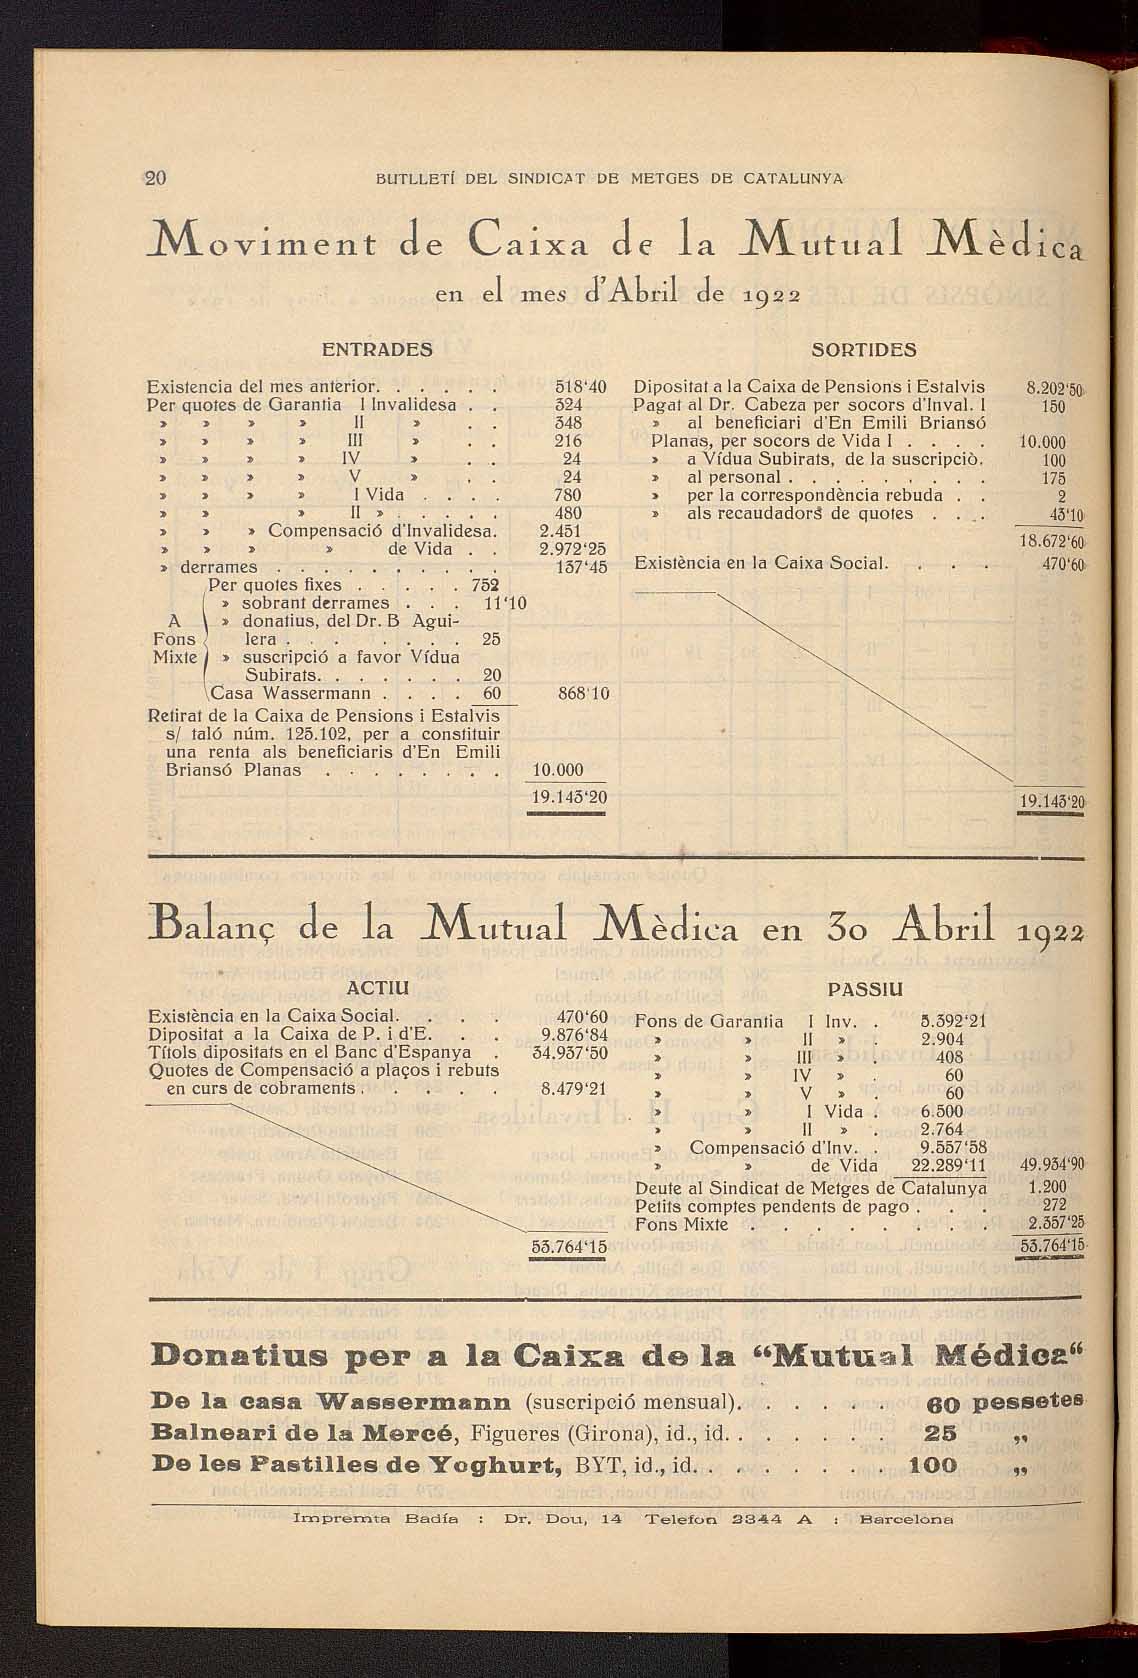 20 BUTLLETÍ DEL SINDICAT DE METGES DE CATALUNYA
Moviment de Caixa de la Mutual Mèdica
en el mes d'Abril de 1922
ENTRADES
Existencia del mes anterior. . . . . . 518'40
Per quotes de Garantia I Invalidesa . . 324
» » » » II » . . 348
» » » » III » . . 216
» » » » IV » . . 24
» » » » V » . . 24
» » » » I Vida . . . . 780
» » » II » . . . . . 480
» » » Compensació d'Invalidesa. 2.451
» » » » de Vida . . 2.972'25
» derrames . . . . . . . . . . 137'45
A Fons Mixte
Per quotes fixes . . . . . 752
» sobrant derrames . . . 11'10
» donatius, del Dr. B Agui-
lera . . . . . . . 25
» suscripció a favor Vídua
Subirats. . . . . . . 20
Casa Wassermann . . . . 60 868'10
Retirat de la Caixa de Pensions i Estalvis
s/ taló núm. 125.102, per a constituir
una renta als beneficiaris d'En Emili
Briansó Planas . . . . . . . . 10.000
19.143'20
SORTIDES
Dipositat a la Caixa de Pensions i Estalvis 8.202'50
Pagat al Dr. Cabeza per socors d'Inval. I 150
» al beneficiari d'En Emili Briansó
Planas, per socors de Vida I . . . . 10.000
» a Vídua Subirats, de la suscripciò. 100
» al personal . . . . . . . . . 175
» per la correspondència rebuda . . 2
» als recaudadors de quotes . . . . 43'10
18.672'60
Existència en la Caixa Social. . . . . 470'60
19.143'20
Balanç de la Mutual Mèdica en 30 Abril 1922
ACTIU
Existència en la Caixa Social. . . . . 470'60
Dipositat a la Caixa de P. i d'E. . . . 9.876'84
Títols dipositats en el Banc d'Espanya . 34.937'50
Quotes de Compensació a plaços i rebuts
en curs de cobraments . . . . . . 8.479'21
53.764'15
PASSIU
Fons de Garantia I Inv. . 5.392'21
» » II » . 2.904
» » III » . 408
» » IV » . 60
» » V » . 60
» » I Vida . 6.500
» » II » . 2.764
» Compensació d'Inv. . 9.557'58
» » de Vida 22.289'11 49.934'90
Deute al Sindicat de Metges de Catalunya 1.200
Petits comptes pendents de pago . . . 272
Fons Mixte . . . . . . . . 2.357'25
53.764'15
Donatius per a la Caixa de la "Mutual Médica"
De la casa Wassermann (suscripció mensual). . . . . 60 pessetes
Balneari de la Mercé, Figueres (Girona), id., id. . . . . . . 25 „
De les Pastilles de Yoghurt, BYT, id., id. . . . . . . . 100 „
Impremta Badía : Dr. Dou, 14 Telefon 2344 A : Barcelona